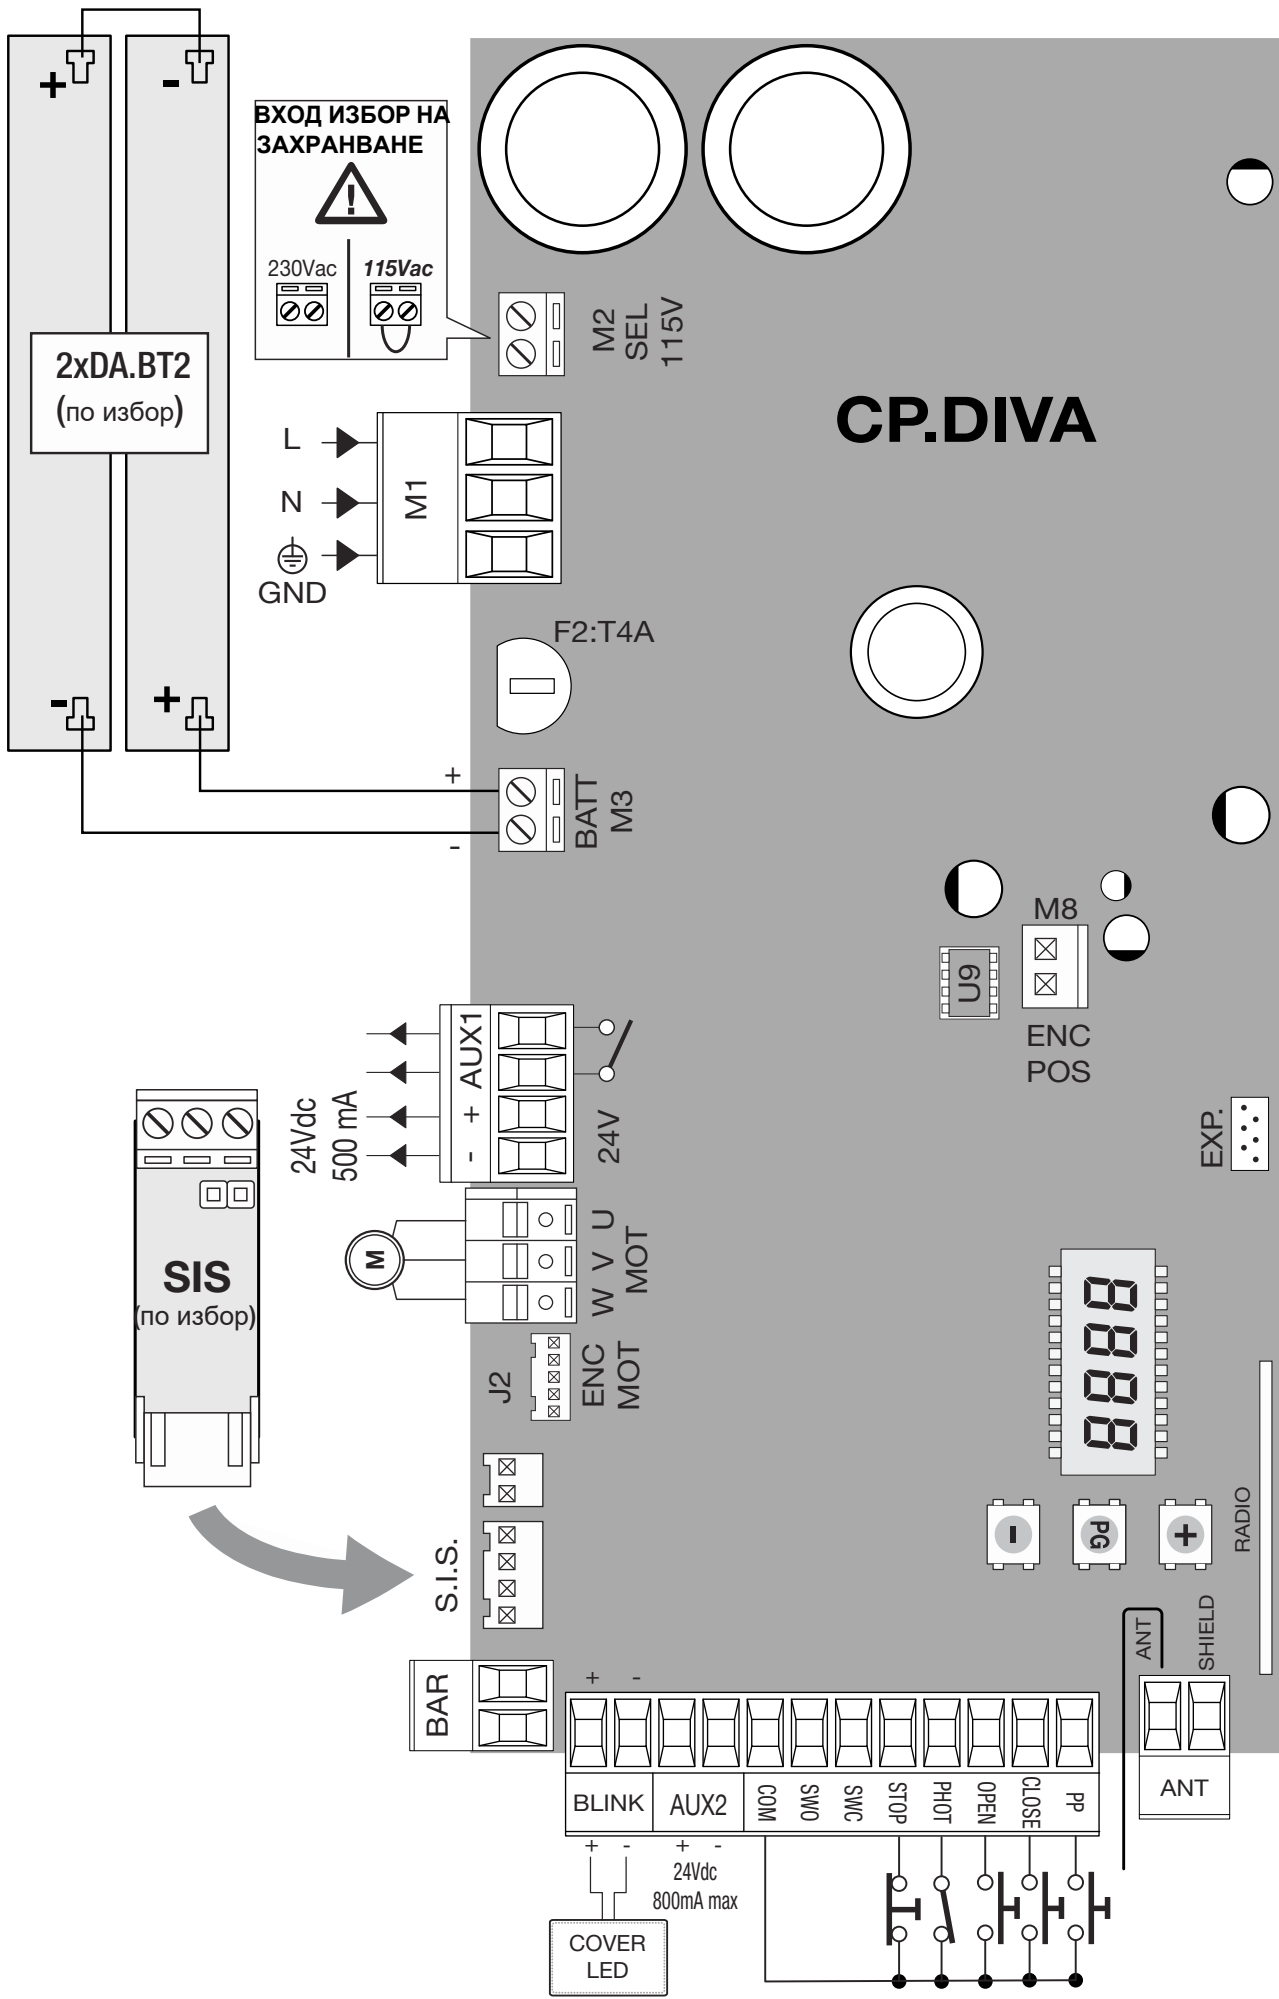 +
-
ВХОД ИЗБОР НА
ЗАХРАНВАНЕ
230Vac
115Vac
M2
SEL
115V
2xDA.BT2
(по избор)
CP.DIVA
L
N
GND
M1
F2:T4A
-
+
+
-
BATT
M3
M8
U9
ENC
POS
AUX1
+
-
24Vdc
500 mA
24V
EXP.
SIS
(по избор)
M
U
V
W
MOT
J2
ENC
MOT
8888
-
PG
+
RADIO
S.I.S.
ANT
SHIELD
BAR
+
-
BLINK
AUX2
COM
SWO
SWC
STOP
PHOT
OPEN
CLOSE
PP
ANT
+
-
+
-
24Vdc
800mA max
COVER
LED